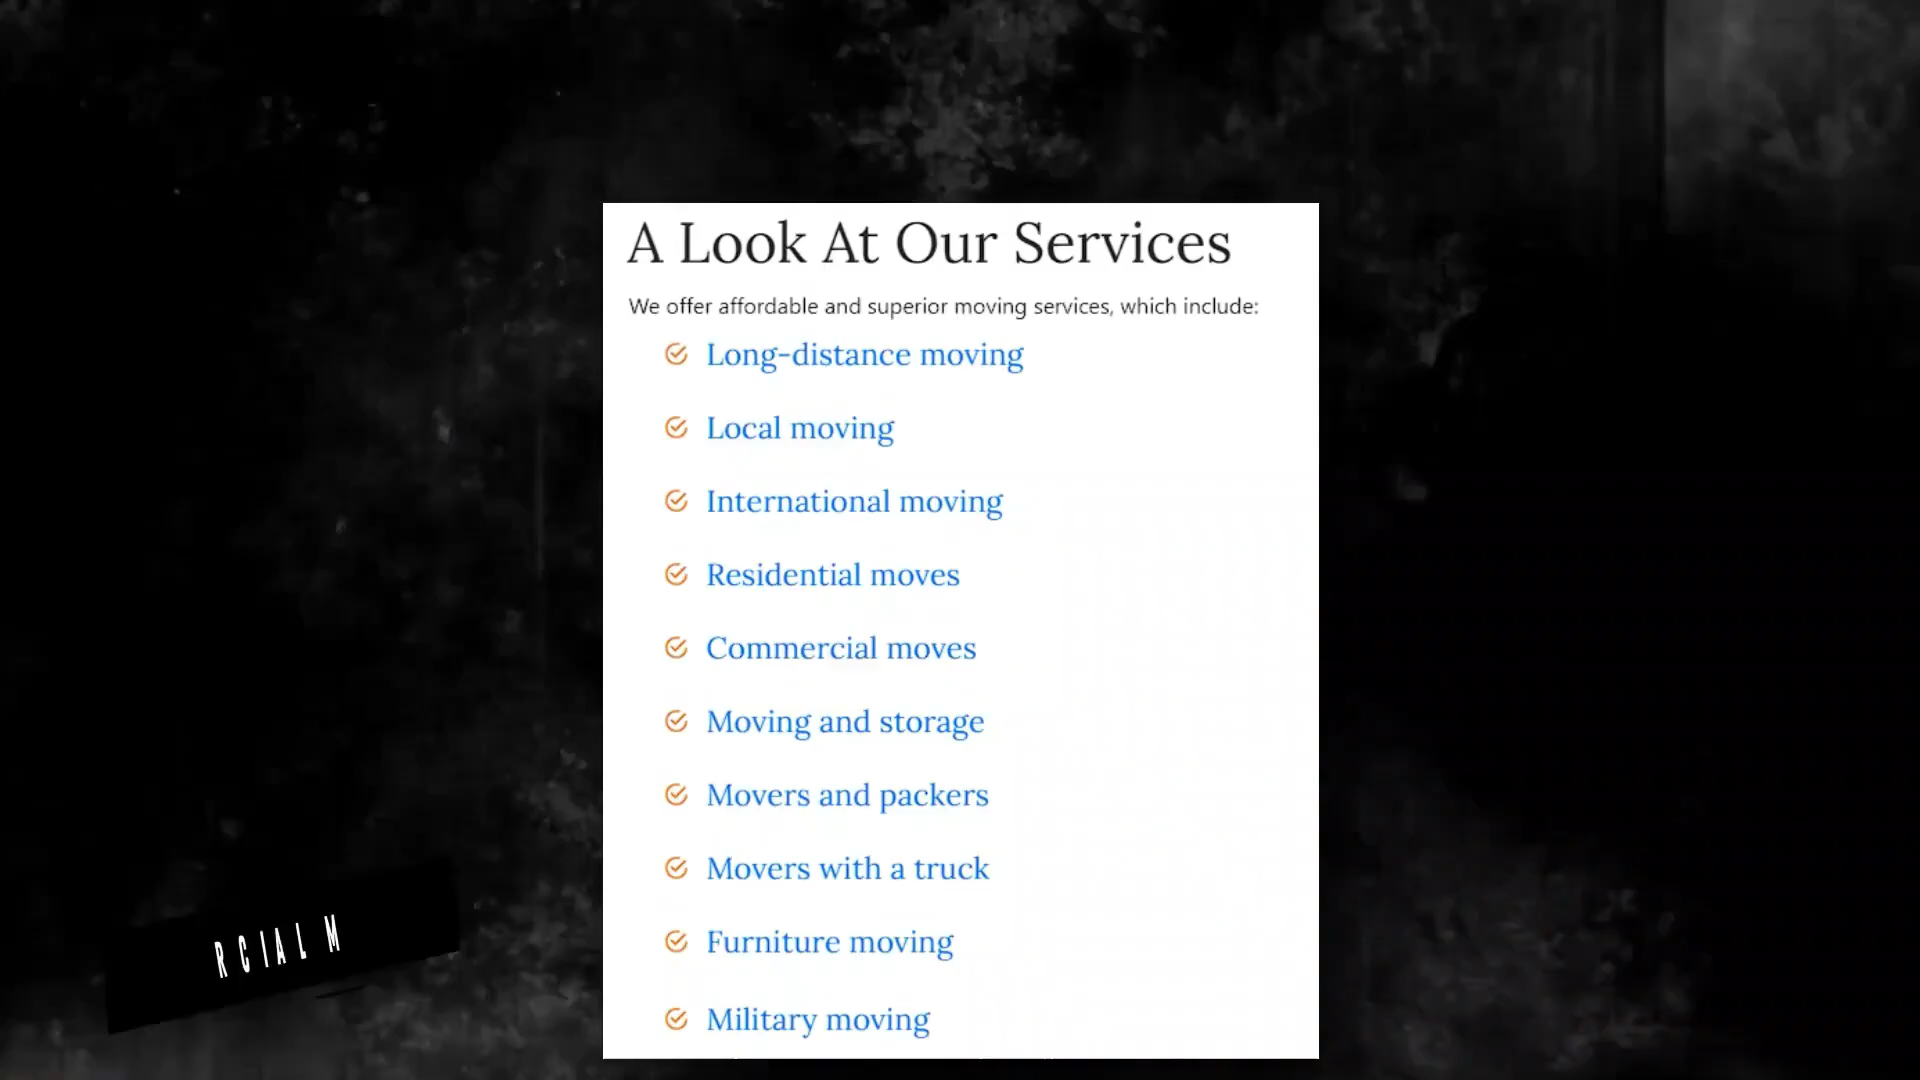 A Look At Our Services
We offer affordable and superior moving services, which include:
Long-distance moving
Local moving
International moving
Residential moves
Commercial moves
Moving and storage
Movers and packers
Movers with a truck
Furniture moving
Military moving
RCIAL M